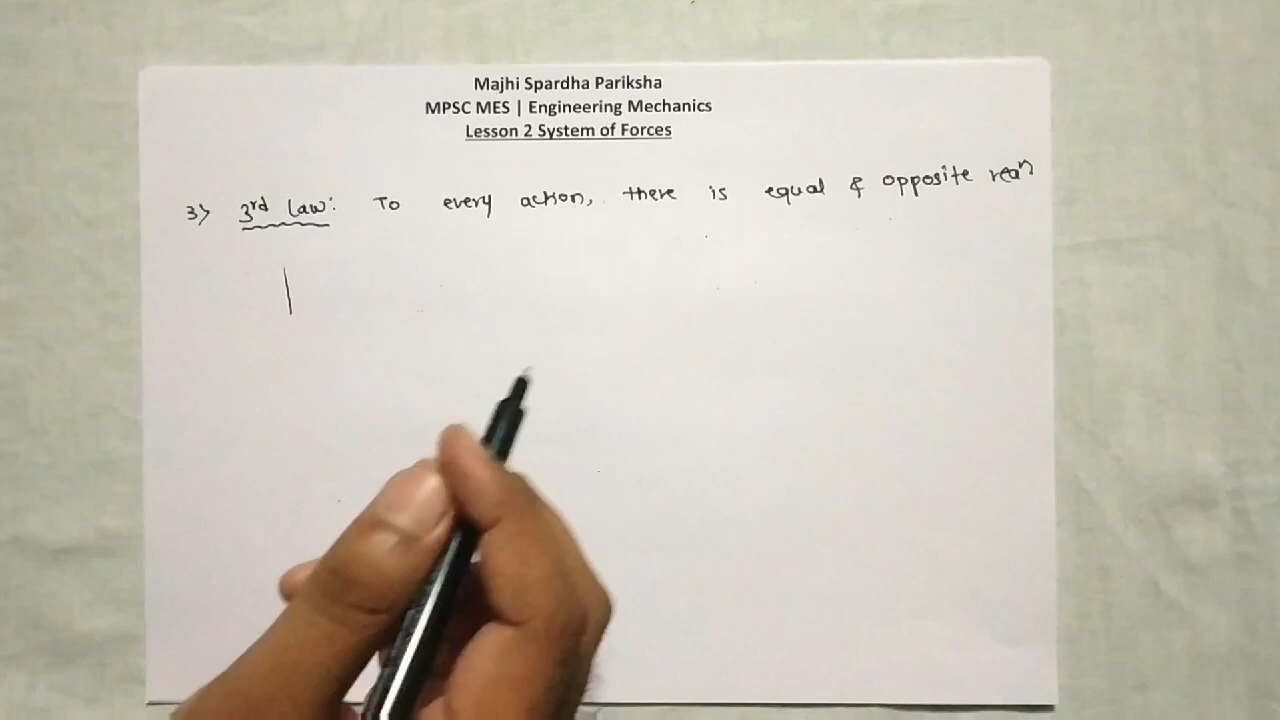 Majhi Spardha Pariksha
MPSC MES | Engineering Mechanics
Lesson 2 System of Forces
3) 3rd Law: To every action, there is equal & opposite rean